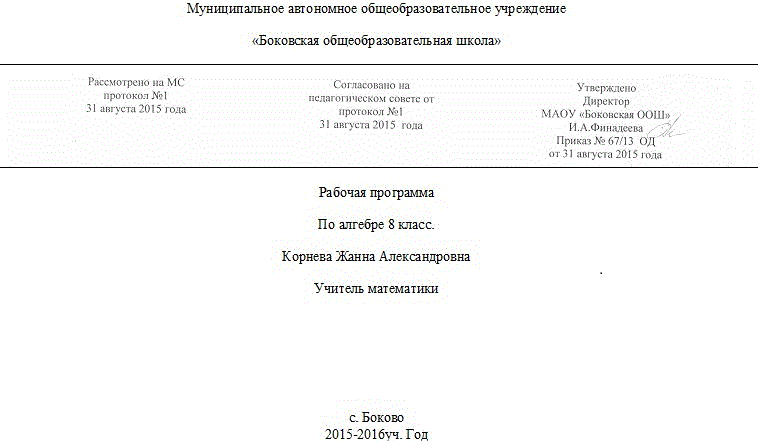 Муниципальное автономное общеобразовательное учреждение
«Боковская общеобразовательная школа»
Рассмотрено на МС
протокол №1
31 августа 2015 года
Согласовано на
педагогическом совете от
протокол №1
31 августа 2015 года
Утверждено
Директор
МАОУ «Боковская ООШ»
И.А.Финадеева
Приказ № 67/13 ОД
от 31 августа 2015 года
Рабочая программа
По алгебре 8 класс.
Корнева Жанна Александровна
Учитель математики
с. Боково
2015-2016уч. Год